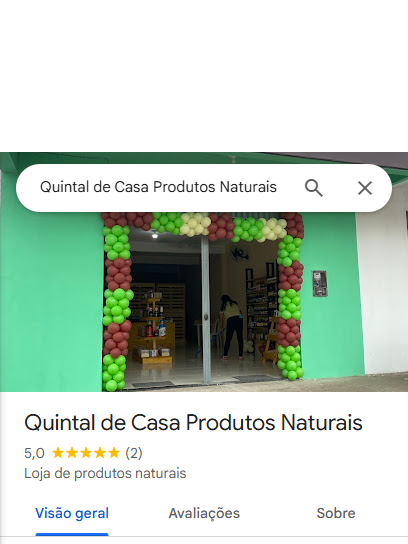 Quintal de Casa Produtos Naturais
Quintal de Casa Produtos Naturais
5,0 ★★★★★ (2)
Loja de produtos naturais
Visão geral Avaliações Sobre